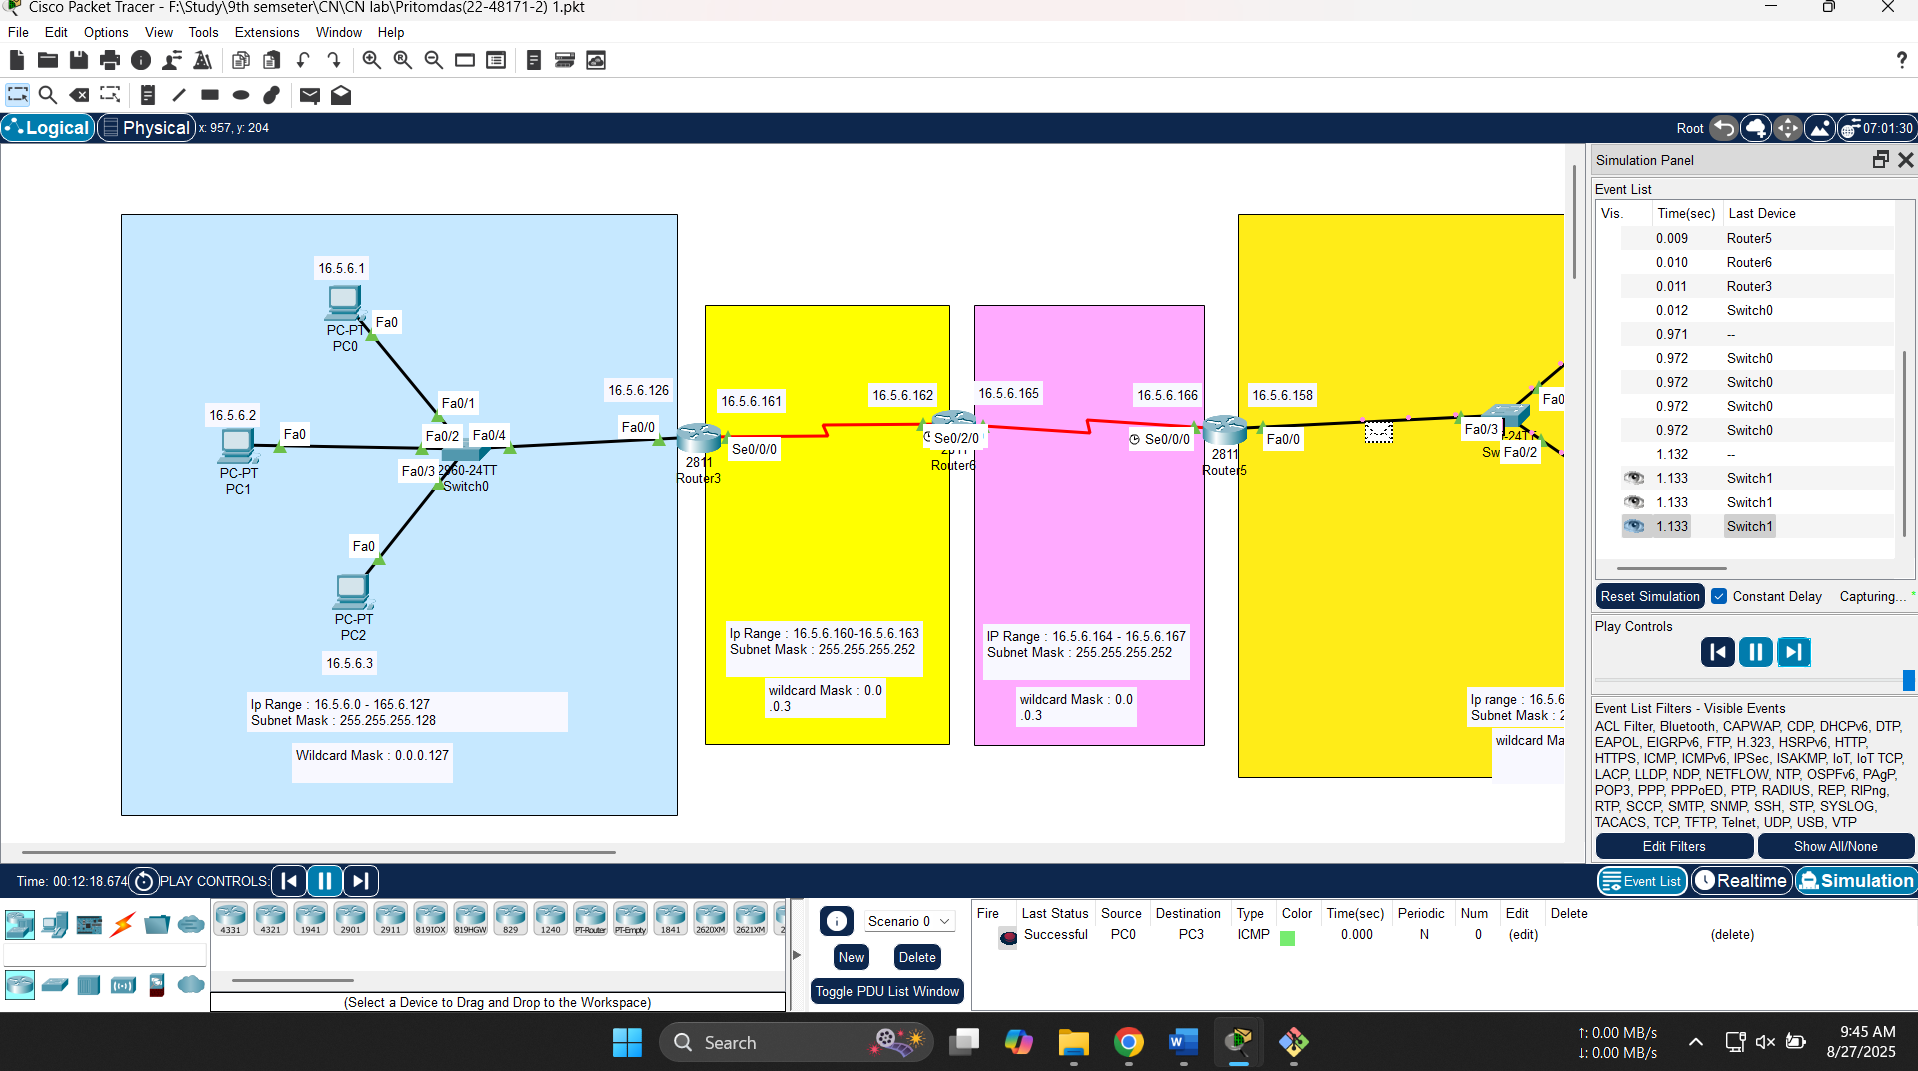 Cisco Packet Tracer - F:\Study\9th semseter\CN\CN lab\Pritomdas(22-48171-2) 1.pkt
File Edit Options View Tools Extensions Window Help
Logical Physical x: 957, y: 204
Root 07:01:30
16.5.6.1
PC-PT
PC0
Fa0
16.5.6.2
Fa0
PC-PT
PC1
Fa0/1
Fa0/2 Fa0/4
Fa0/3
2960-24TT
Switch0
Fa0
PC-PT
PC2
16.5.6.3
Ip Range : 16.5.6.0 - 165.6.127
Subnet Mask : 255.255.255.128
Wildcard Mask : 0.0.0.127
16.5.6.126
Fa0/0
2811
Router3
16.5.6.161
Se0/0/0
16.5.6.162
Se0/2/0
Router6
Ip Range : 16.5.6.160-16.5.6.163
Subnet Mask : 255.255.255.252
wildcard Mask : 0.0
.0.3
16.5.6.165
16.5.6.166
Se0/0/0
2811
Router5
IP Range : 16.5.6.164 - 16.5.6.167
Subnet Mask : 255.255.255.252
wildcard Mask : 0.0
.0.3
16.5.6.158
Fa0/0
Fa0/3
-24TT
Sw
Fa0/2
Fa0
Ip range : 16.5.6
Subnet Mask : 2
wildcard Ma
Simulation Panel
Event List
Vis. Time(sec) Last Device
0.009 Router5
0.010 Router6
0.011 Router3
0.012 Switch0
0.971 --
0.972 Switch0
0.972 Switch0
0.972 Switch0
0.972 Switch0
1.132 --
1.133 Switch1
1.133 Switch1
1.133 Switch1
Reset Simulation Constant Delay Capturing...
Play Controls
Event List Filters - Visible Events
ACL Filter, Bluetooth, CAPWAP, CDP, DHCPv6, DTP,
EAPOL, EIGRPv6, FTP, H.323, HSRPv6, HTTP,
HTTPS, ICMP, ICMPv6, IPSec, ISAKMP, IoT, IoT TCP,
LACP, LLDP, NDP, NETFLOW, NTP, OSPFv6, PAgP,
POP3, PPP, PPPoED, PTP, RADIUS, REP, RIPng,
RTP, SCCP, SMTP, SNMP, SSH, STP, SYSLOG,
TACACS, TCP, TFTP, Telnet, UDP, USB, VTP
Edit Filters Show All/None
Time: 00:12:18.674 PLAY CONTROLS:
Event List Realtime Simulation
4331 4321 1941 2901 2911 819IOX 819HGW 829 1240 PT-Router PT-Empty 1841 2620XM 2621XM 2
(Select a Device to Drag and Drop to the Workspace)
Scenario 0
New Delete
Toggle PDU List Window
Fire Last Status Source Destination Type Color Time(sec) Periodic Num Edit Delete
Successful PC0 PC3 ICMP 0.000 N 0 (edit) (delete)
Search
↑: 0.00 MB/s
↓: 0.00 MB/s
9:45 AM
8/27/2025